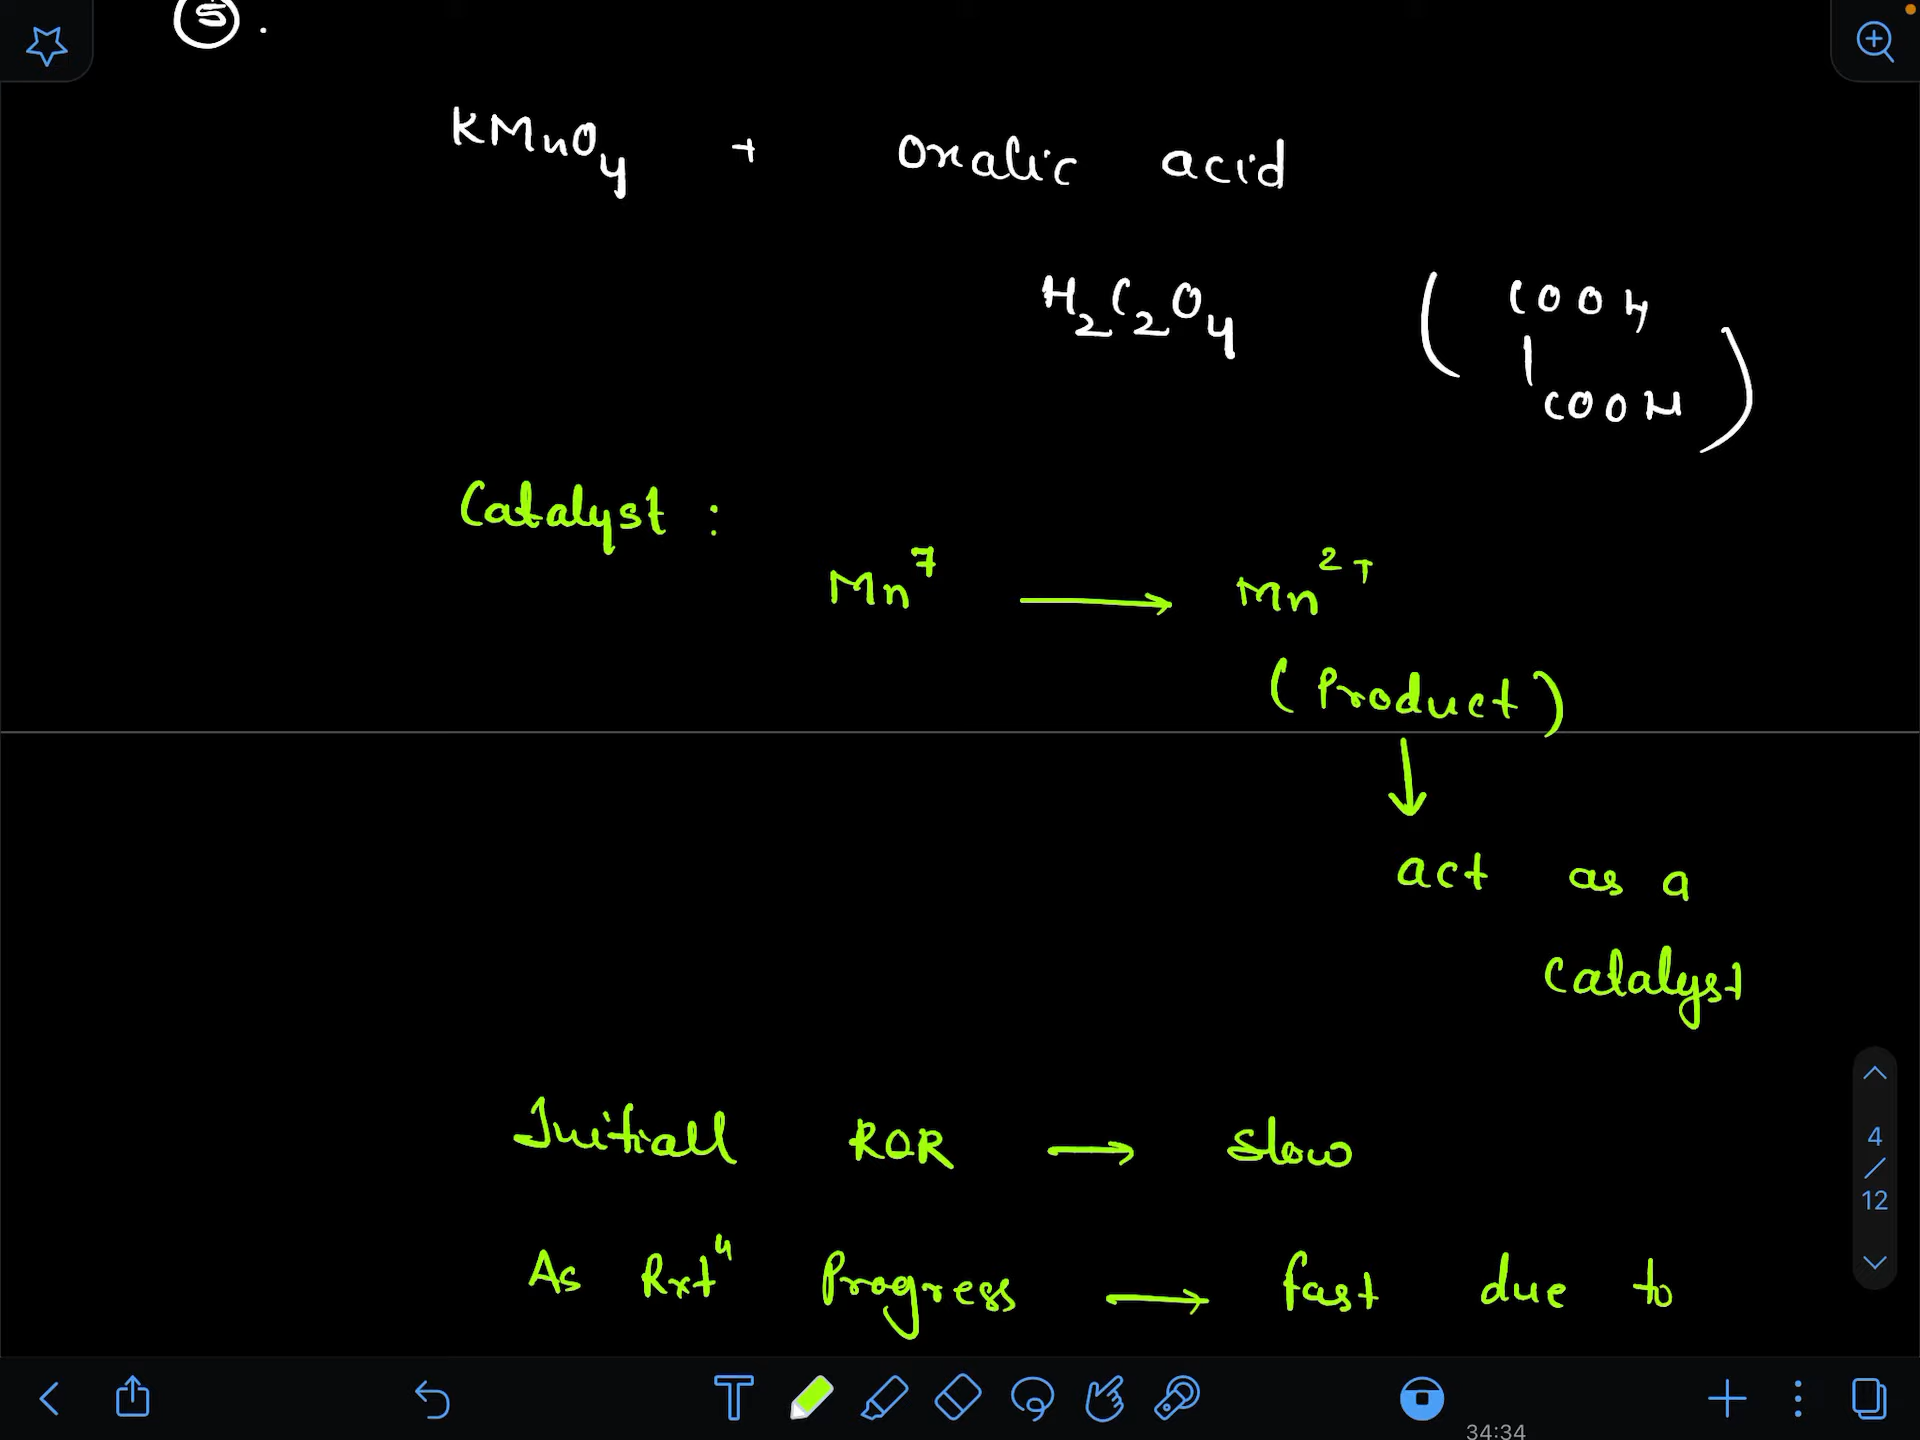 5.
KMnO4 + oxalic acid
H2C2O4 (COOH
|
COOH)
Catalyst :
Mn7 → Mn2+
(Product)
↓
act as a
catalyst
Initiall ROR → slow
As Rxtn Progress → fast due to
4
/
12
T
34:34